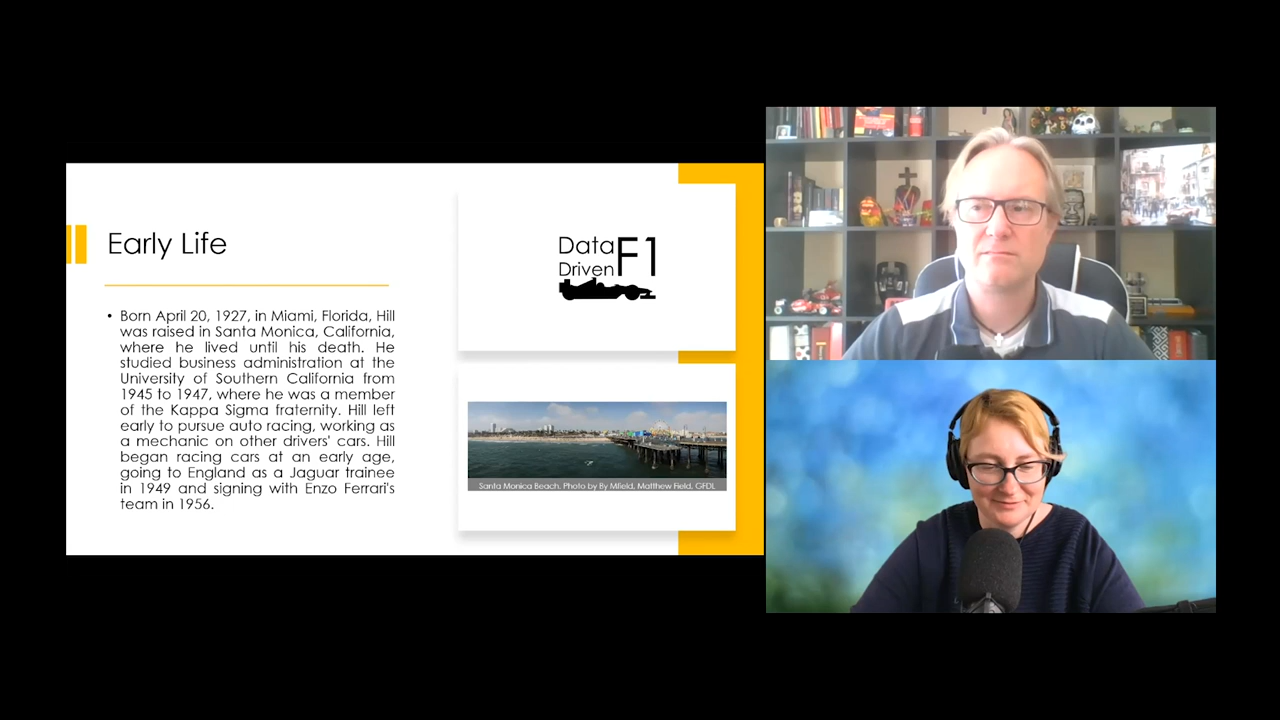 Early Life
• Born April 20, 1927, in Miami, Florida, Hill
was raised in Santa Monica, California,
where he lived until his death. He
studied business administration at the
University of Southern California from
1945 to 1947, where he was a member
of the Kappa Sigma fraternity. Hill left
early to pursue auto racing, working as
a mechanic on other drivers' cars. Hill
began racing cars at an early age,
going to England as a Jaguar trainee
in 1949 and signing with Enzo Ferrari's
team in 1956.
Data
Driven F1
Santa Monica Beach. Photo by By Mfield, Matthew Field, GFDL